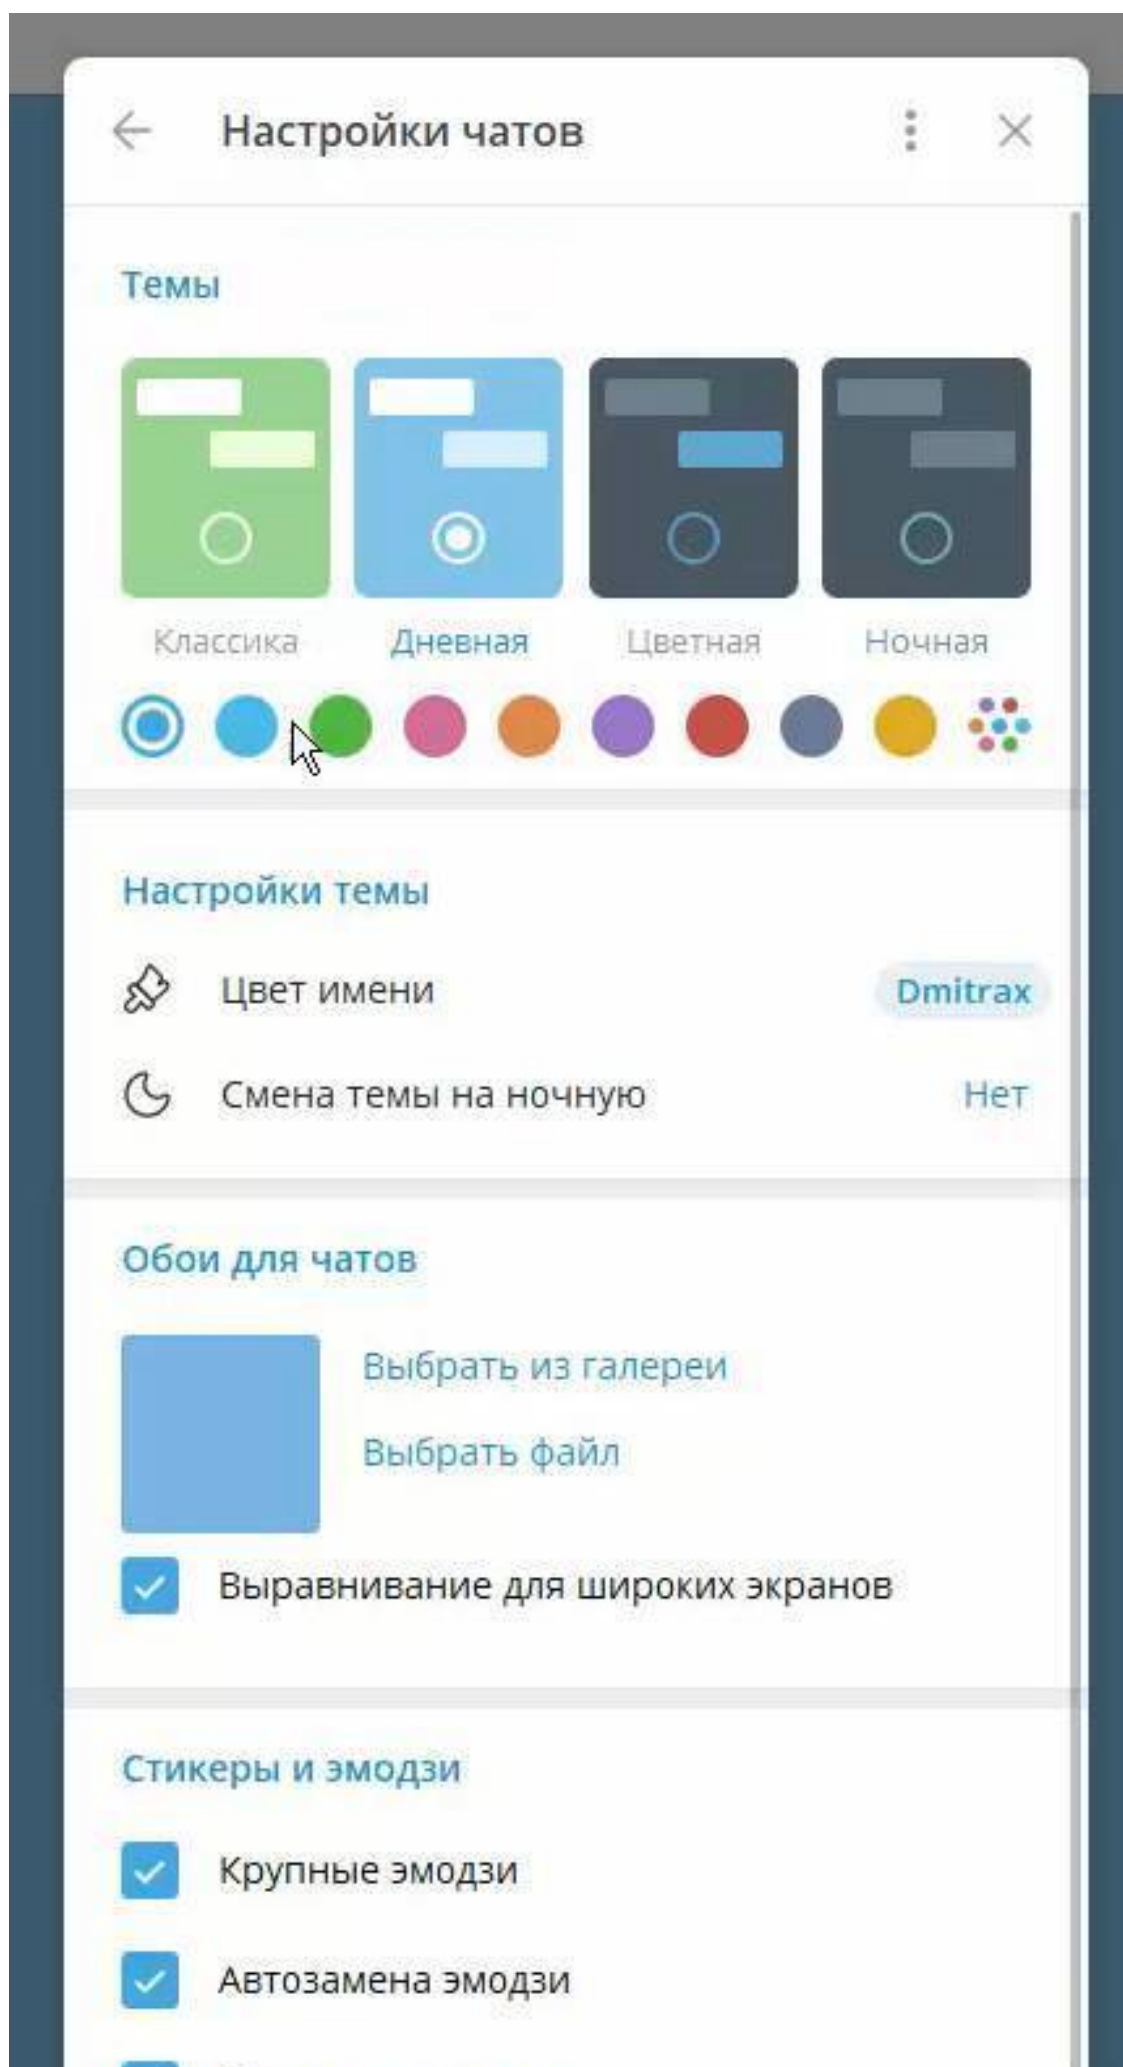 Настройки чатов
Темы
Классика Дневная Цветная Ночная
Настройки темы
Цвет имени Dmitrax
Смена темы на ночную Нет
Обои для чатов
Выбрать из галереи
Выбрать файл
Выравнивание для широких экранов
Стикеры и эмодзи
Крупные эмодзи
Автозамена эмодзи